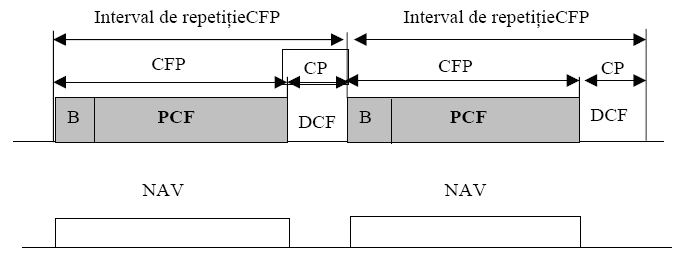 Interval de repetițieCFP Interval de repetițieCFP
CFP CP CFP CP
B PCF DCF B PCF DCF
NAV NAV